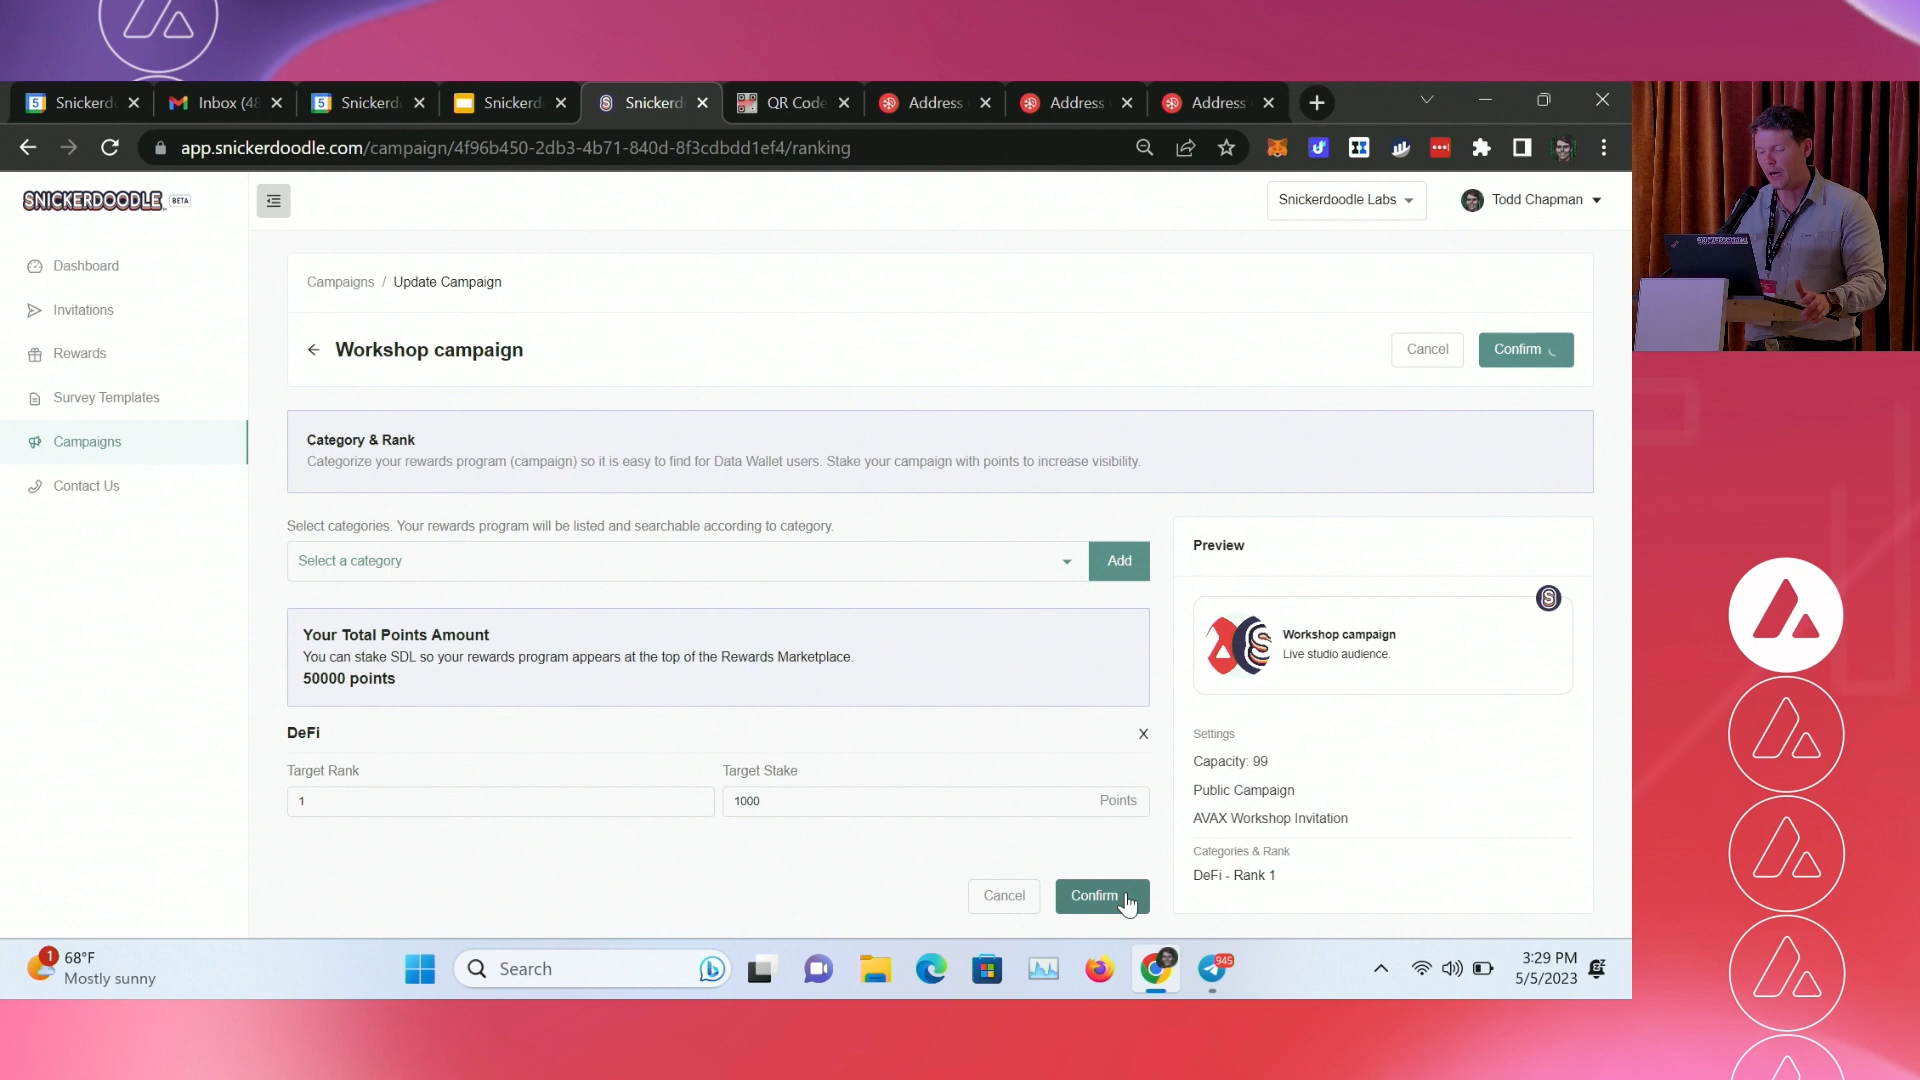 Snickerd
Inbox (48
Snickerd
Snickerd
Snickerd
QR Code
Address
Address
Address
app.snickerdoodle.com/campaign/4f96b450-2db3-4b71-840d-8f3cdbdd1ef4/ranking
SNICKERDOODLE BETA
Snickerdoodle Labs
Todd Chapman
Dashboard
Invitations
Rewards
Survey Templates
Campaigns
Contact Us
Campaigns / Update Campaign
Workshop campaign
Cancel
Confirm
Category & Rank
Categorize your rewards program (campaign) so it is easy to find for Data Wallet users. Stake your campaign with points to increase visibility.
Select categories. Your rewards program will be listed and searchable according to category.
Select a category
Add
Your Total Points Amount
You can stake SDL so your rewards program appears at the top of the Rewards Marketplace.
50000 points
DeFi
X
Target Rank
Target Stake
1
1000
Points
Cancel
Confirm
Preview
S
Workshop campaign
Live studio audience.
Settings
Capacity: 99
Public Campaign
AVAX Workshop Invitation
Categories & Rank
DeFi - Rank 1
1
68°F
Mostly sunny
Search
945
3:29 PM
5/5/2023